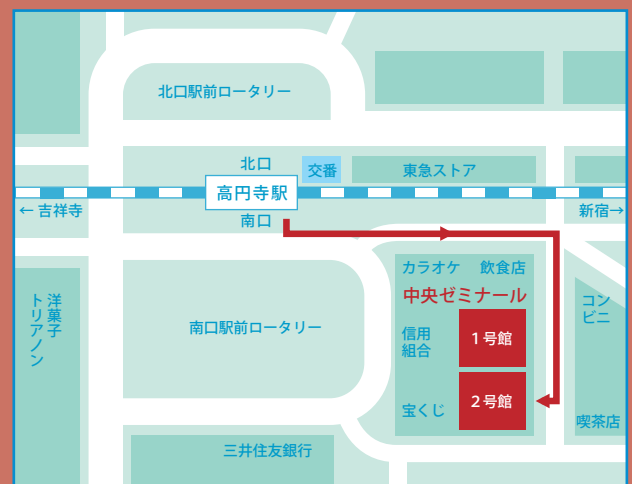 北口駅前ロータリー
北口
交番
東急ストア
高円寺駅
←吉祥寺
南口
新宿→
カラオケ 飲食店
中央ゼミナール
洋菓子
トリアノン
南口駅前ロータリー
信用
組合
1号館
コン
ビニ
宝くじ
2号館
喫茶店
三井住友銀行